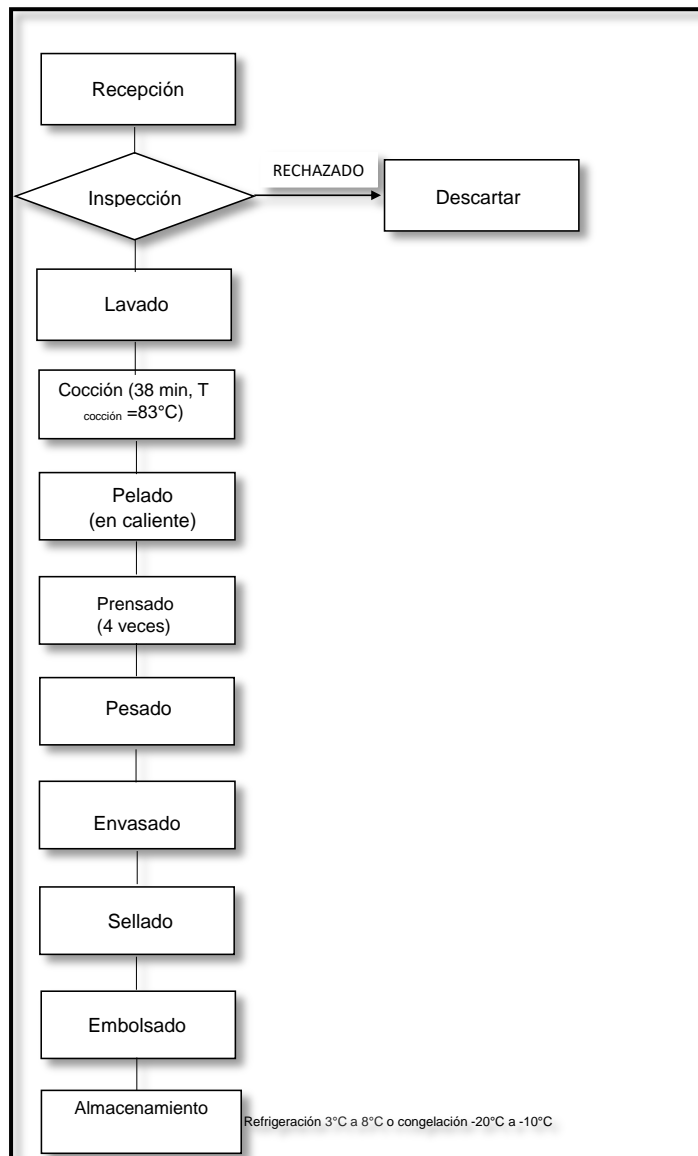 Recepción
Inspección
RECHAZADO
Descartar
Lavado
Cocción (38 min, T
cocción =83°C)
Pelado
(en caliente)
Prensado
(4 veces)
Pesado
Envasado
Sellado
Embolsado
Almacenamiento
Refrigeración 3°C a 8°C o congelación -20°C a -10°C